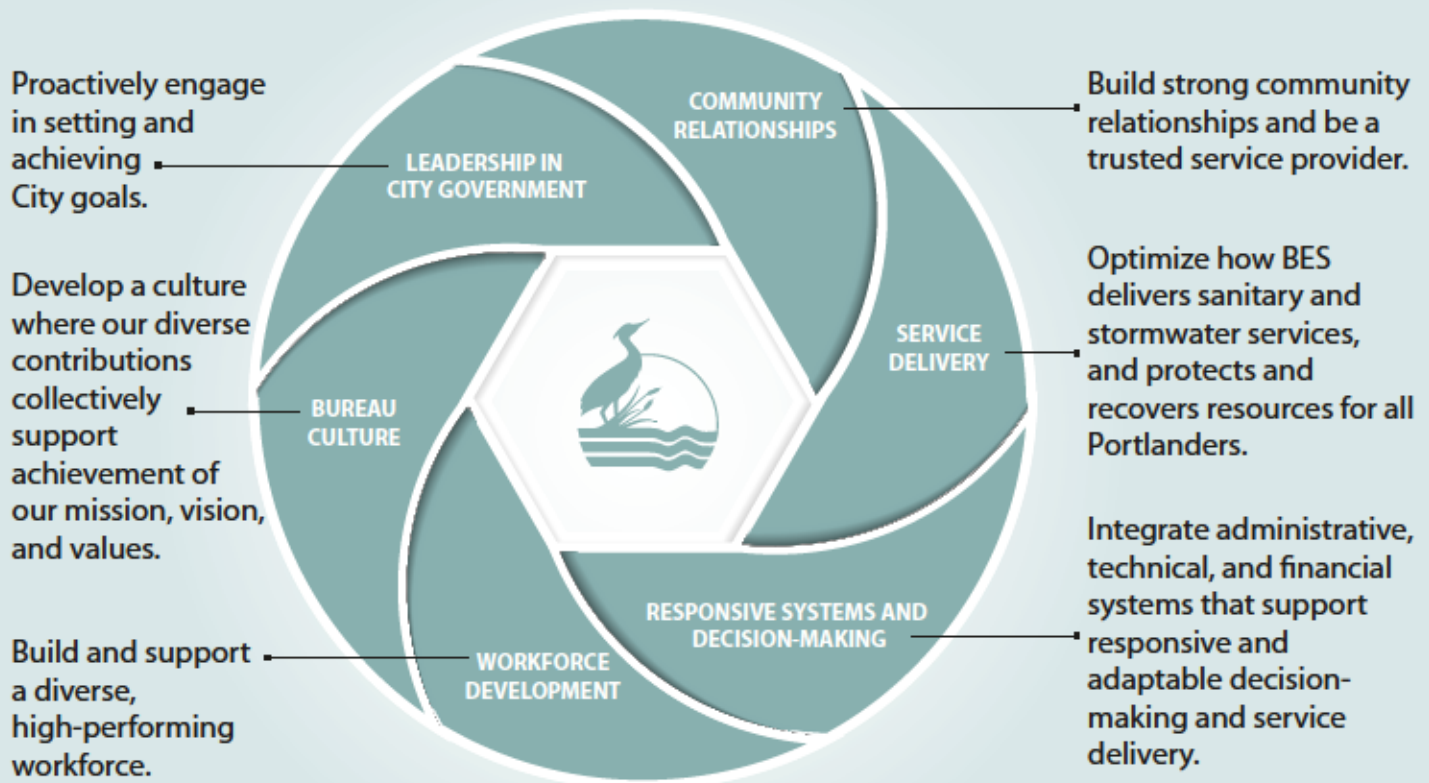 Proactively engage
in setting and
achieving
City goals.
LEADERSHIP IN
CITY GOVERNMENT
COMMUNITY
RELATIONSHIPS
Build strong community
relationships and be a
trusted service provider.
Develop a culture
where our diverse
contributions
collectively
support
achievement of
our mission, vision,
and values.
BUREAU
CULTURE
SERVICE
DELIVERY
Optimize how BES
delivers sanitary and
stormwater services,
and protects and
recovers resources for all
Portlanders.
Build and support
a diverse,
high-performing
workforce.
WORKFORCE
DEVELOPMENT
RESPONSIVE SYSTEMS AND
DECISION-MAKING
Integrate administrative,
technical, and financial
systems that support
responsive and
adaptable decision-
making and service
delivery.